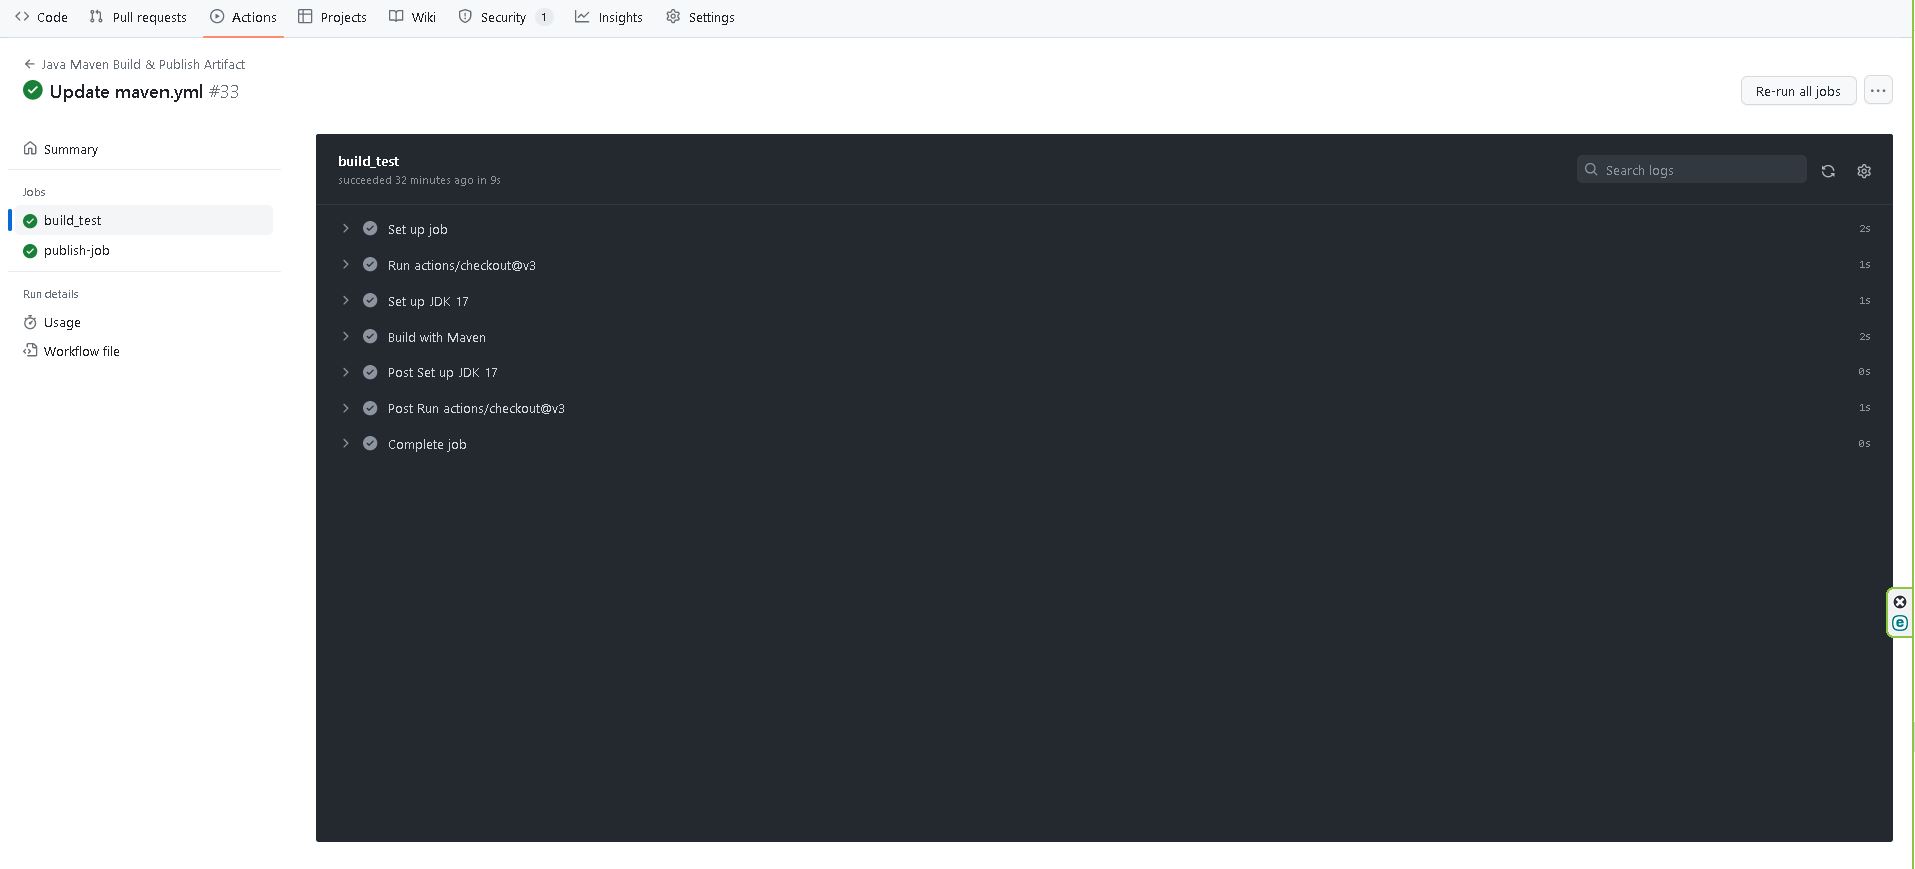 Code Pull requests Actions Projects Wiki Security 1 Insights Settings
Java Maven Build & Publish Artifact
Update maven.yml #33
Re-run all jobs
Summary
Jobs
build_test
publish-job
Run details
Usage
Workflow file
build_test
succeeded 32 minutes ago in 9s
Search logs
Set up job 2s
Run actions/checkout@v3 1s
Set up JDK 17 1s
Build with Maven 2s
Post Set up JDK 17 0s
Post Run actions/checkout@v3 1s
Complete job 0s
e